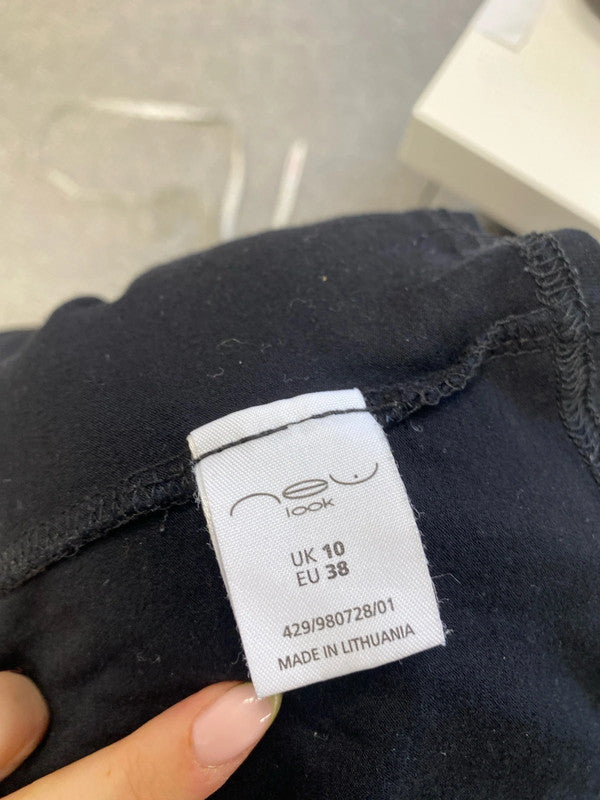 new
look
UK 10
EU 38
429/980728/01
MADE IN LITHUANIA